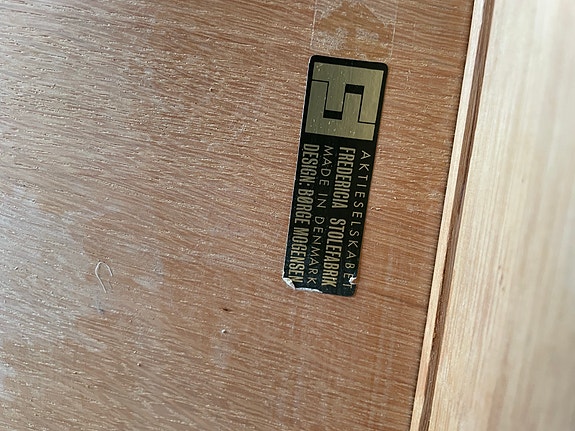 AKTIESELSKABET
FREDERICIA STOLEFABRIK
MADE IN DENMARK
DESIGN: BØRGE MOGENSEN